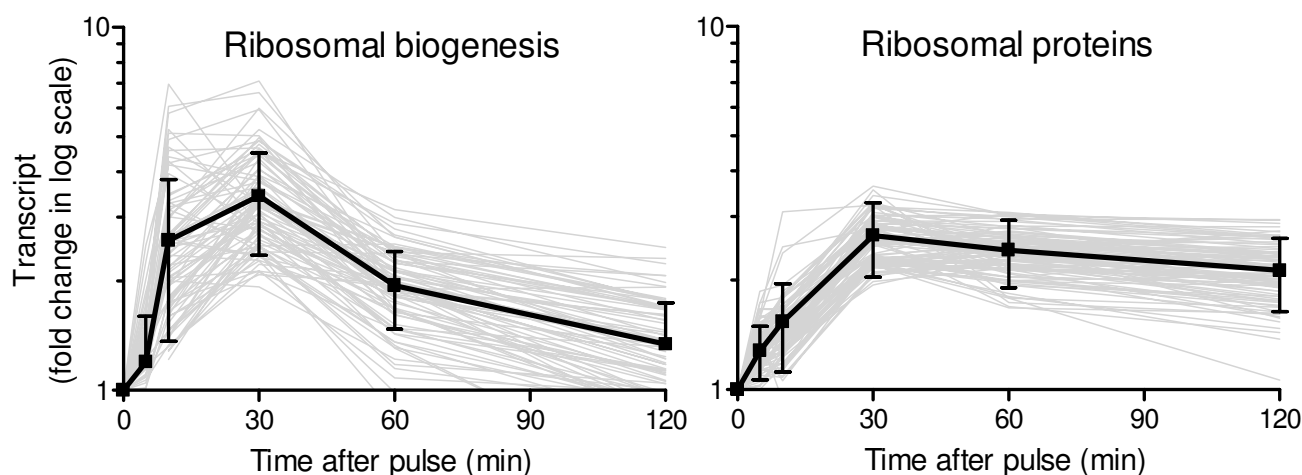 Ribosomal biogenesis
Transcript
(fold change in log scale)
10
1
0
30
60
90
120
Time after pulse (min)
Ribosomal proteins
10
1
0
30
60
90
120
Time after pulse (min)